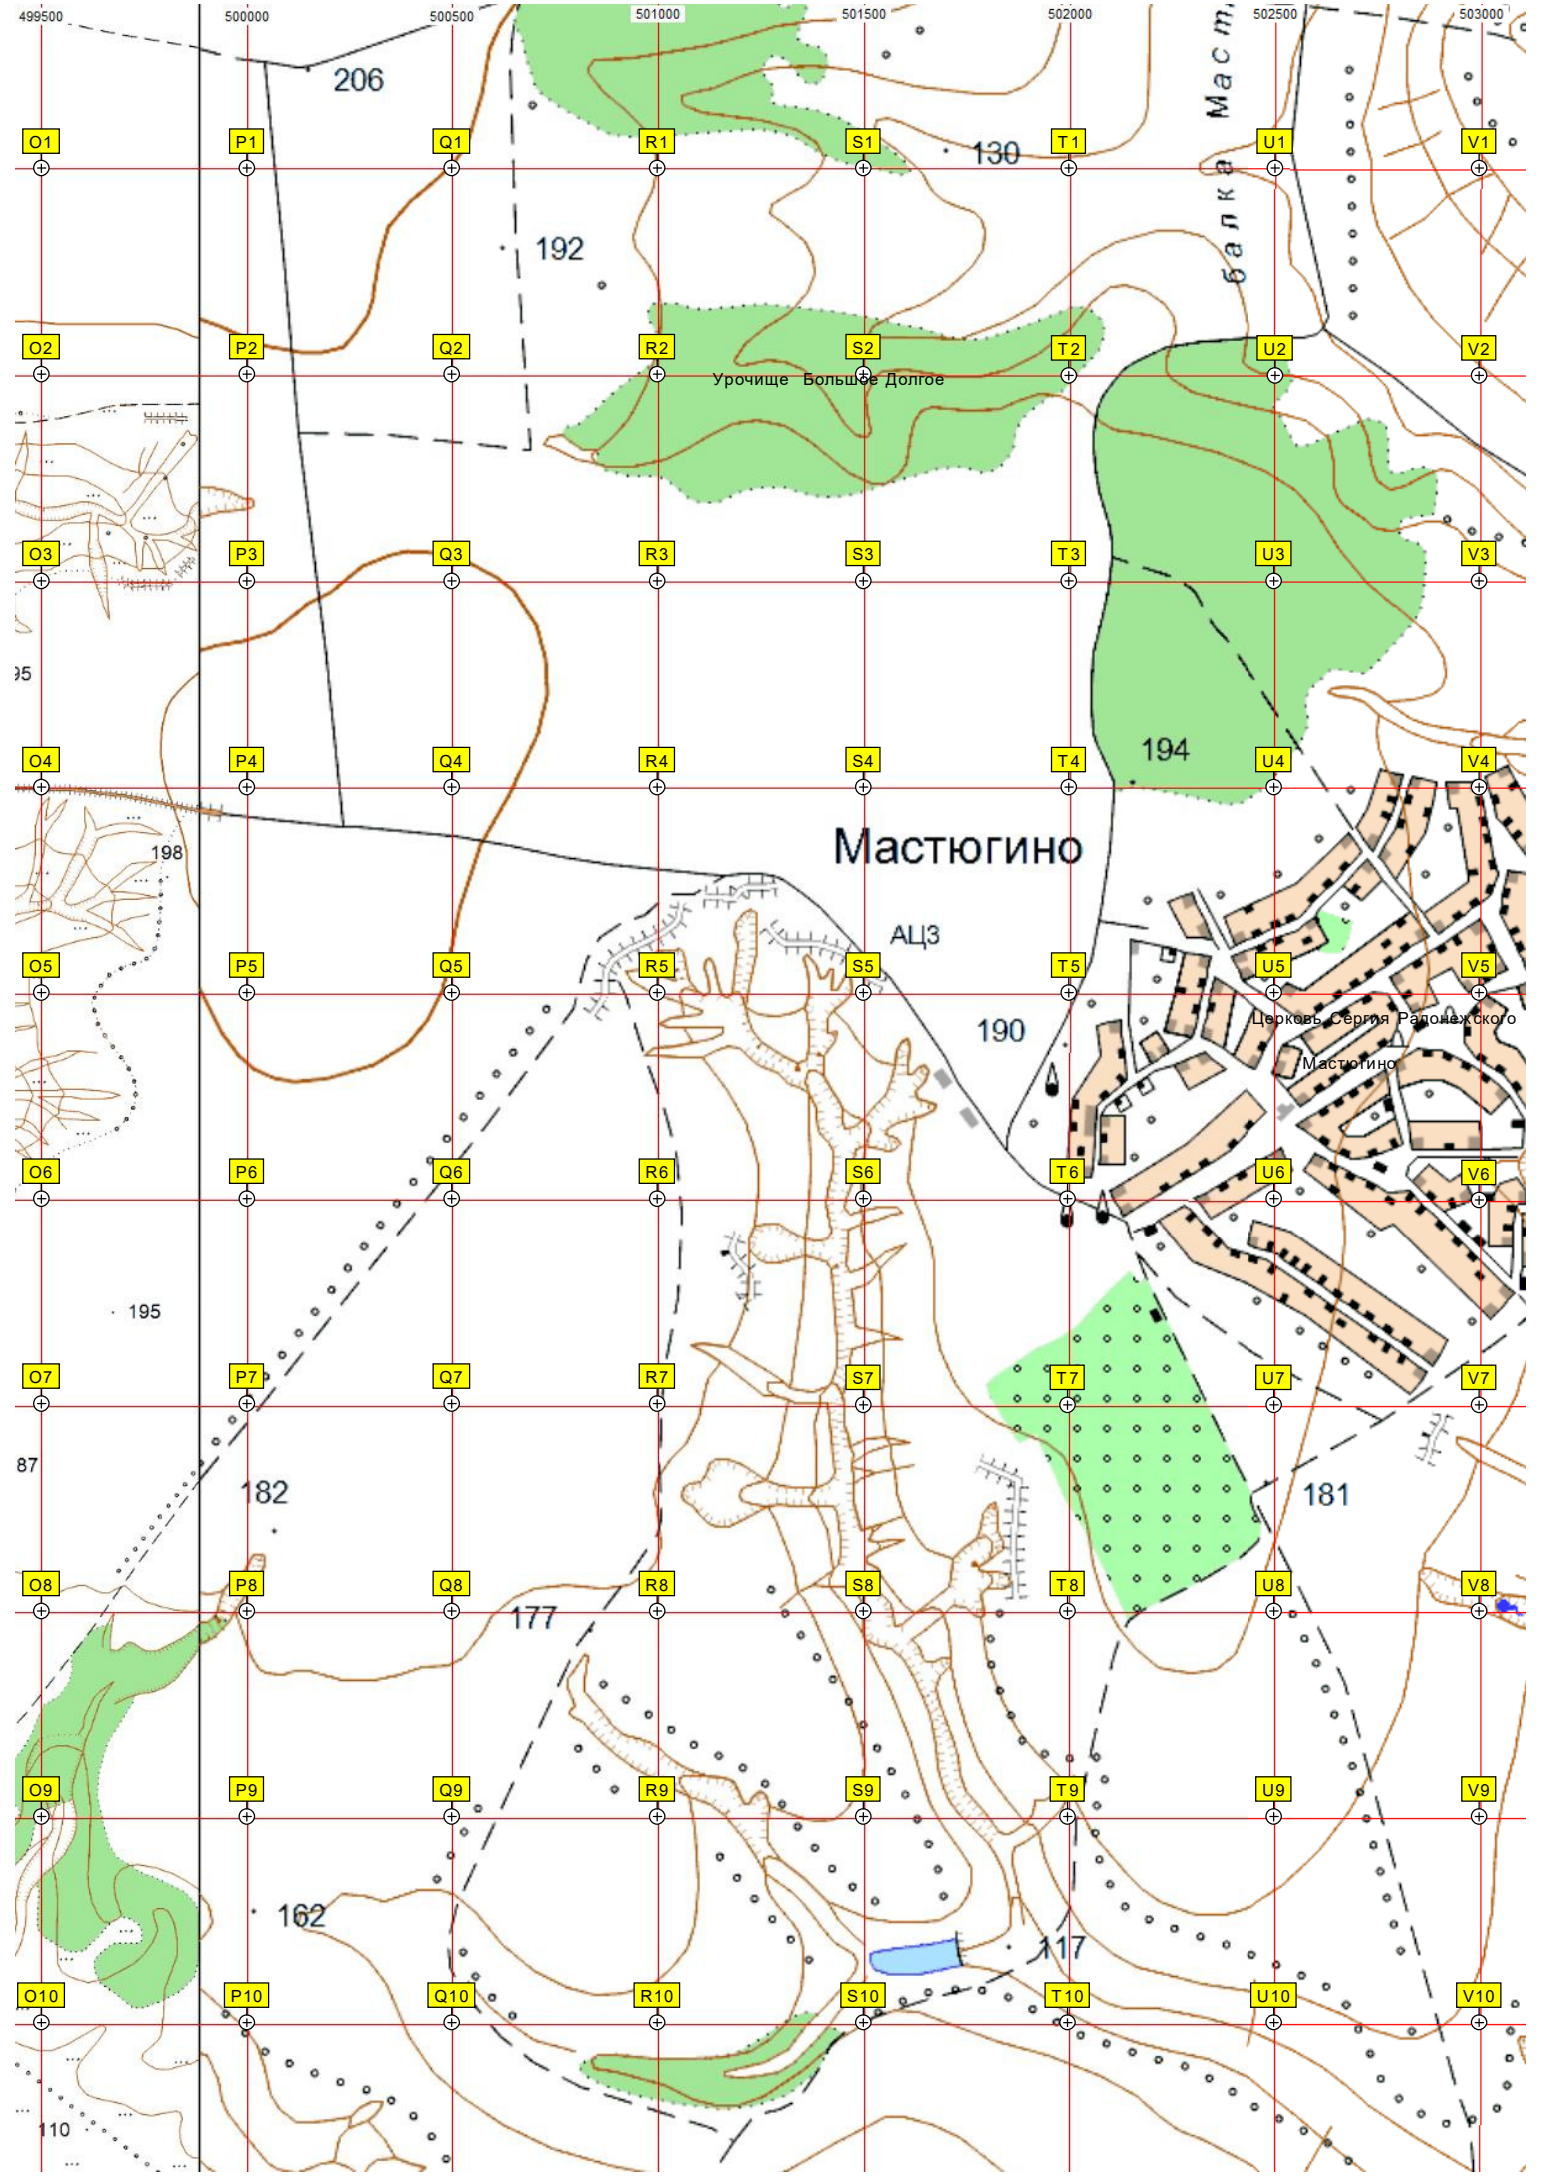 499500 500000 500500 501000 501500 502000 502500 503000
206
балка Маст
O1 P1 Q1 R1 S1 T1 U1 V1
130
192
O2 P2 Q2 R2 S2 T2 U2 V2
Урочище Большое Долгое
O3 P3 Q3 R3 S3 T3 U3 V3
95
194
O4 P4 Q4 R4 S4 T4 U4 V4
Мастюгино
198
АЦЗ
O5 P5 Q5 R5 S5 T5 U5 V5
190
Церковь Сергия Радонежского
Мастюгино
O6 P6 Q6 R6 S6 T6 U6 V6
195
O7 P7 Q7 R7 S7 T7 U7 V7
87
182
181
O8 P8 Q8 R8 S8 T8 U8 V8
177
O9 P9 Q9 R9 S9 T9 U9 V9
162
117
O10 P10 Q10 R10 S10 T10 U10 V10
110